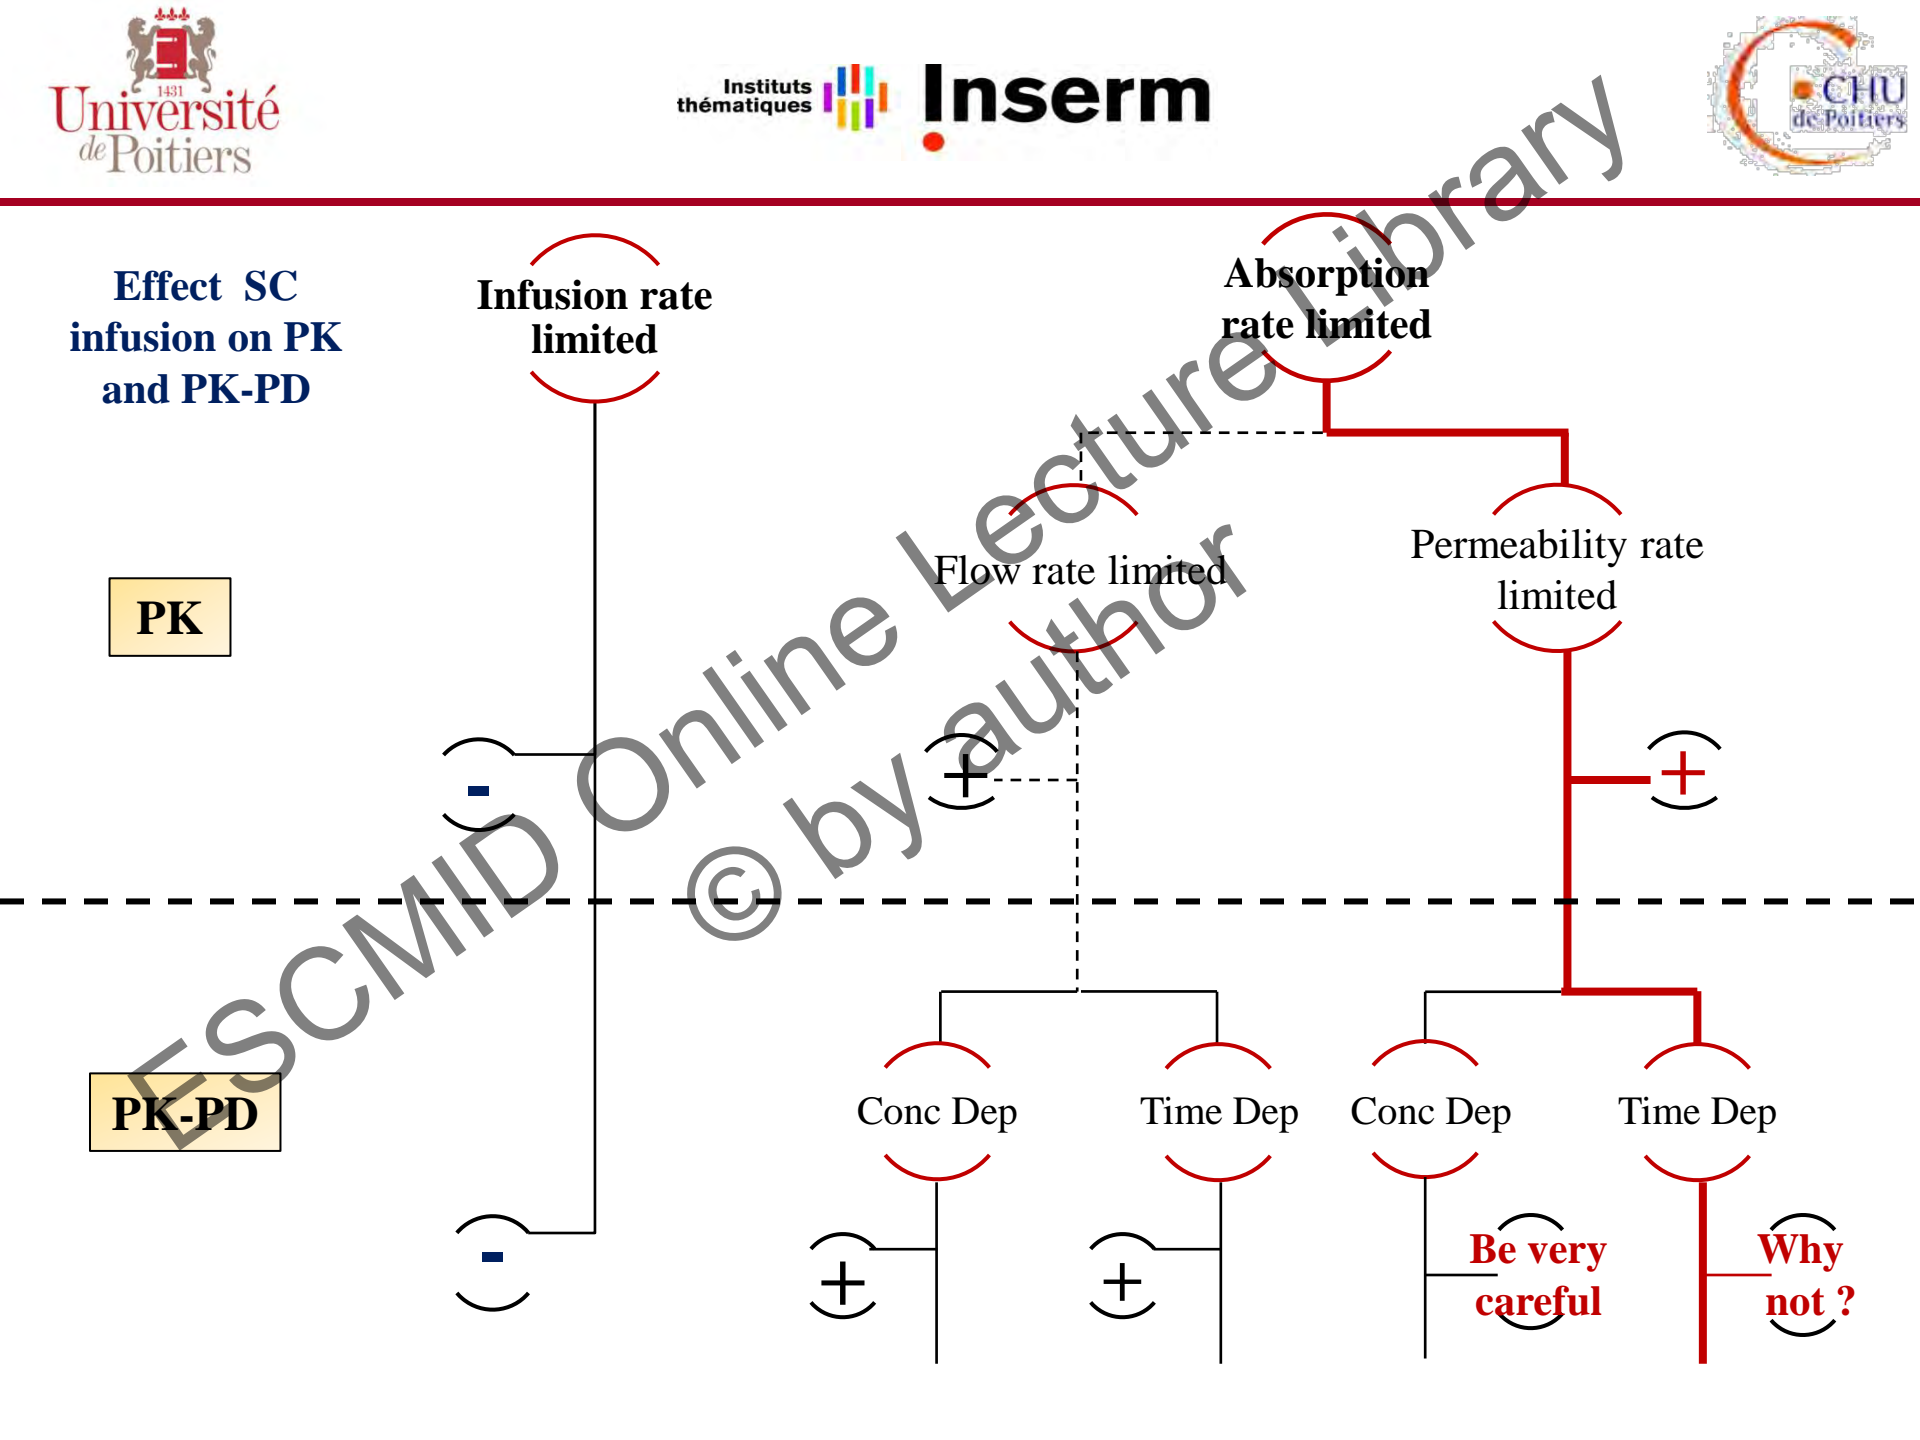 1431
Université
de Poitiers
Instituts
thématiques
Inserm
CHU
de Poitiers
Effect SC
infusion on PK
and PK-PD
Infusion rate
limited
Absorption
rate limited
Flow rate limited
Permeability rate
limited
PK
-
+
+
PK-PD
Conc Dep
Time Dep
Conc Dep
Time Dep
-
+
+
Be very
careful
Why
not ?
ESCMID Online Lecture Library
© by author